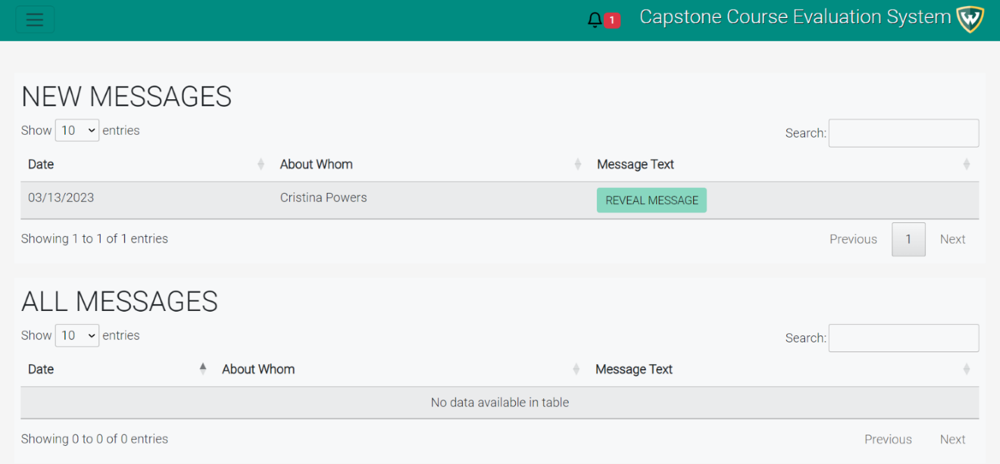 1 Capstone Course Evaluation System W
NEW MESSAGES
Show 10 entries Search:
Date About Whom Message Text
03/13/2023 Cristina Powers REVEAL MESSAGE
Showing 1 to 1 of 1 entries Previous 1 Next
ALL MESSAGES
Show 10 entries Search:
Date About Whom Message Text
No data available in table
Showing 0 to 0 of 0 entries Previous Next